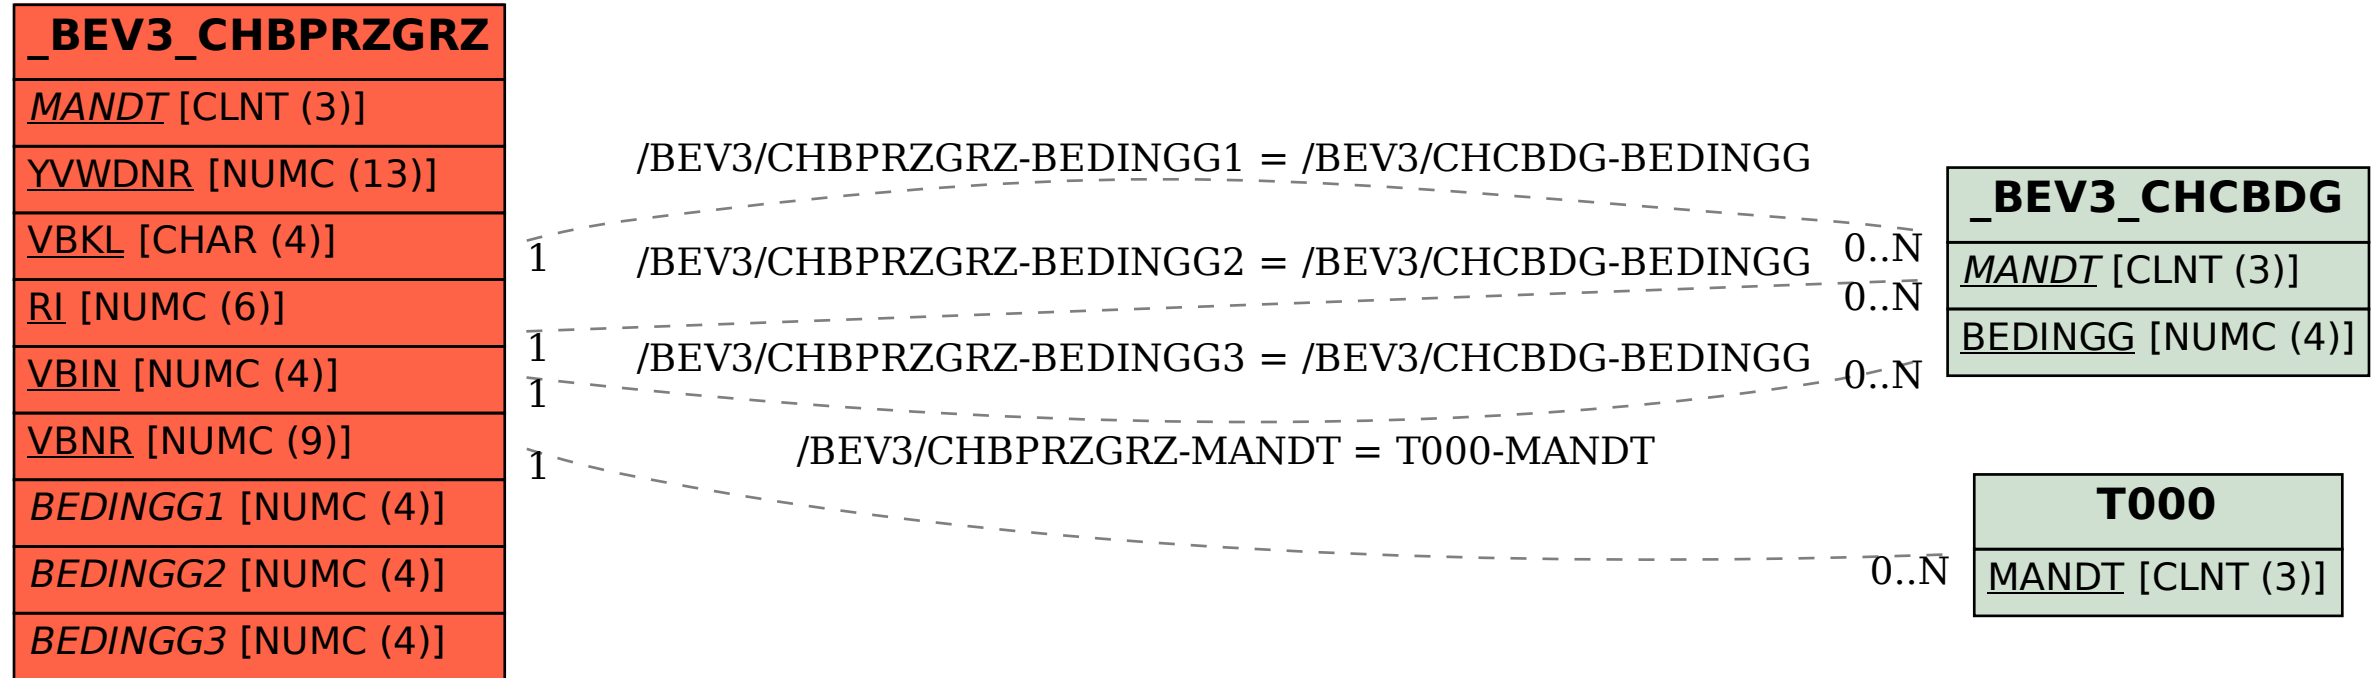 _BEV3_CHBPRZGRZ
MANDT [CLNT (3)]
YVWDNR [NUMC (13)]
VBKL [CHAR (4)]
RI [NUMC (6)]
VBIN [NUMC (4)]
VBNR [NUMC (9)]
BEDINGG1 [NUMC (4)]
BEDINGG2 [NUMC (4)]
BEDINGG3 [NUMC (4)]
/BEV3/CHBPRZGRZ-BEDINGG1 = /BEV3/CHCBDG-BEDINGG
1
0..N
/BEV3/CHBPRZGRZ-BEDINGG2 = /BEV3/CHCBDG-BEDINGG
1
0..N
/BEV3/CHBPRZGRZ-BEDINGG3 = /BEV3/CHCBDG-BEDINGG
1
0..N
/BEV3/CHBPRZGRZ-MANDT = T000-MANDT
1
0..N
_BEV3_CHCBDG
MANDT [CLNT (3)]
BEDINGG [NUMC (4)]
T000
MANDT [CLNT (3)]